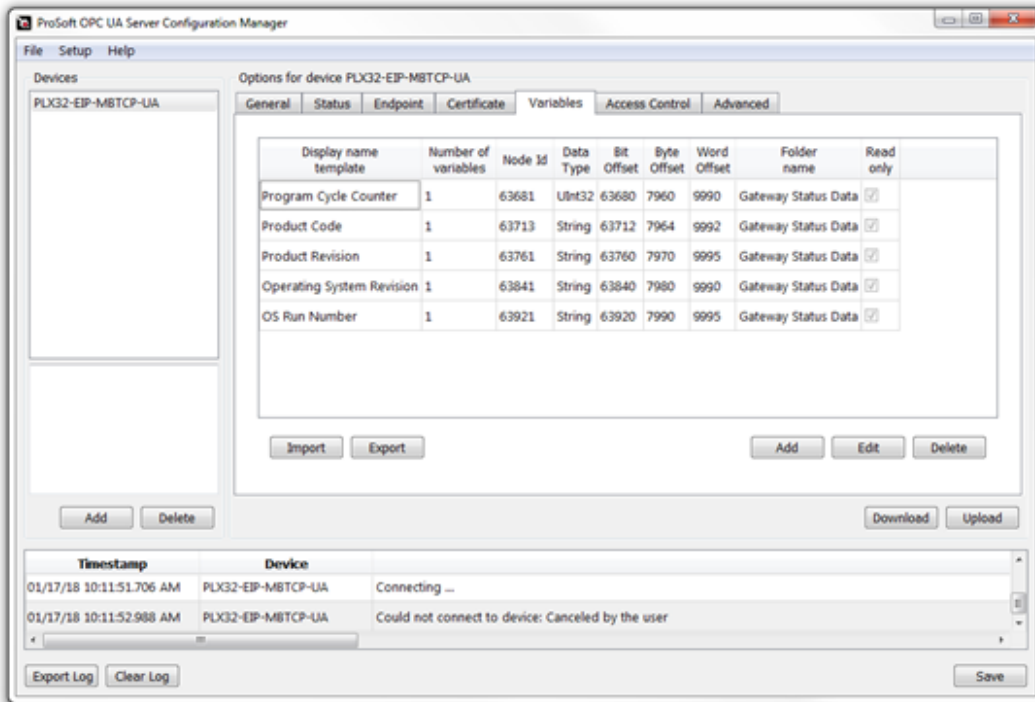 ProSoft OPC UA Server Configuration Manager
File Setup Help
Devices
PLX32-EIP-MBTCP-UA
Add Delete
Options for device PLX32-EIP-MBTCP-UA
General Status Endpoint Certificate Variables Access Control Advanced
Display name template Number of variables Node Id Data Type Bit Offset Byte Offset Word Offset Folder name Read only
Program Cycle Counter 1 63681 UInt32 63680 7960 9990 Gateway Status Data
Product Code 1 63713 String 63712 7964 9992 Gateway Status Data
Product Revision 1 63761 String 63760 7970 9995 Gateway Status Data
Operating System Revision 1 63841 String 63840 7980 9990 Gateway Status Data
OS Run Number 1 63921 String 63920 7990 9995 Gateway Status Data
Import Export Add Edit Delete
Download Upload
Timestamp Device
01/17/18 10:11:51.706 AM PLX32-EIP-MBTCP-UA Connecting ...
01/17/18 10:11:52.988 AM PLX32-EIP-MBTCP-UA Could not connect to device: Canceled by the user
Export Log Clear Log Save